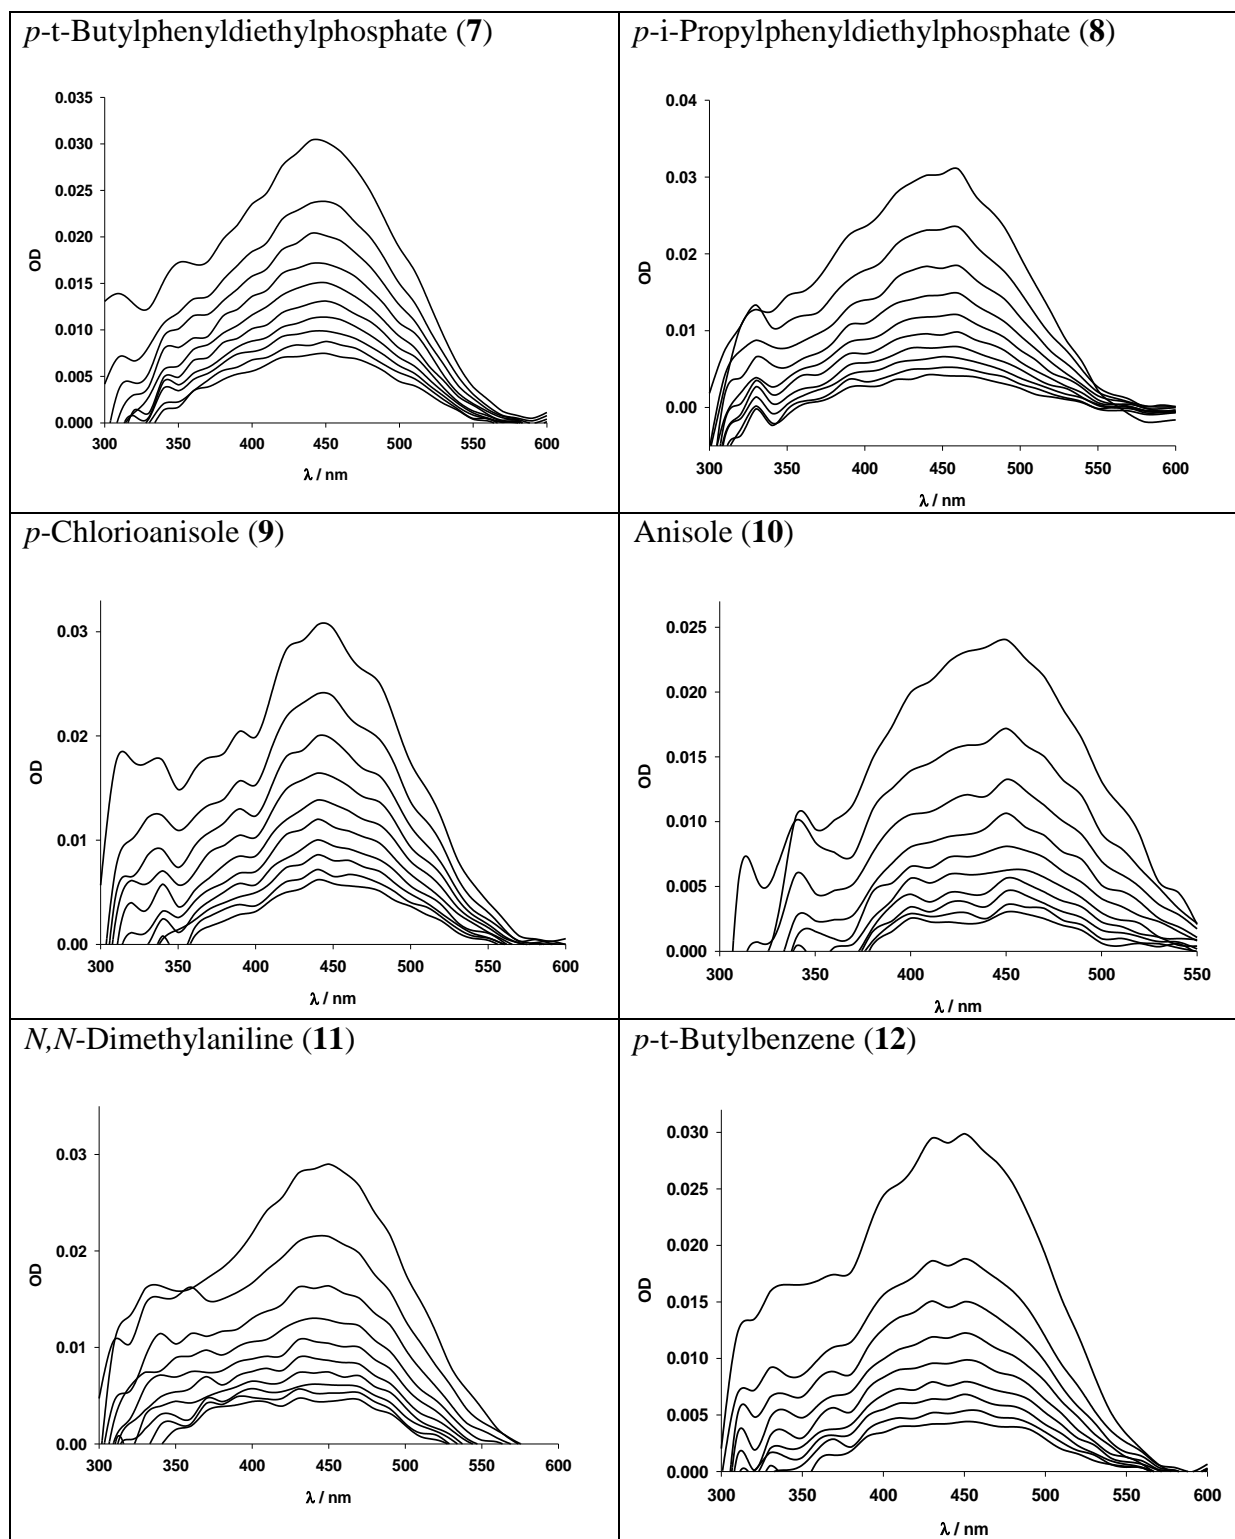 p-t-Butylphenyldiethylphosphate (7)
0.035
0.030
0.025
0.020
0.015
0.010
0.005
0.000
OD
300 350 400 450 500 550 600
λ / nm
p-i-Propylphenyldiethylphosphate (8)
0.04
0.03
0.02
0.01
0.00
OD
300 350 400 450 500 550 600
λ / nm
p-Chlorioanisole (9)
0.03
0.02
0.01
0.00
OD
300 350 400 450 500 550 600
λ / nm
Anisole (10)
0.025
0.020
0.015
0.010
0.005
0.000
OD
300 350 400 450 500 550
λ / nm
N,N-Dimethylaniline (11)
0.03
0.02
0.01
0.00
OD
300 350 400 450 500 550 600
λ / nm
p-t-Butylbenzene (12)
0.030
0.025
0.020
0.015
0.010
0.005
0.000
OD
300 350 400 450 500 550 600
λ / nm